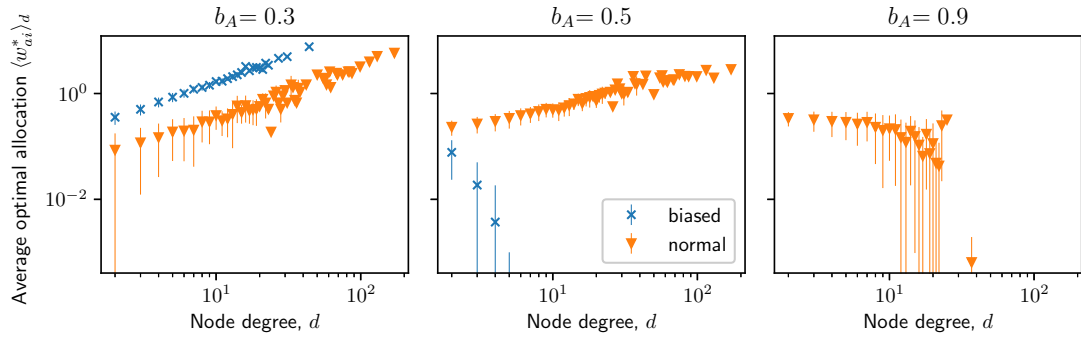 b_A = 0.3
b_A = 0.5
b_A = 0.9
Average optimal allocation ⟨w*_{ai}⟩_d
10^0
10^{-2}
biased
normal
10^1
10^2
10^1
10^2
10^1
10^2
Node degree, d
Node degree, d
Node degree, d